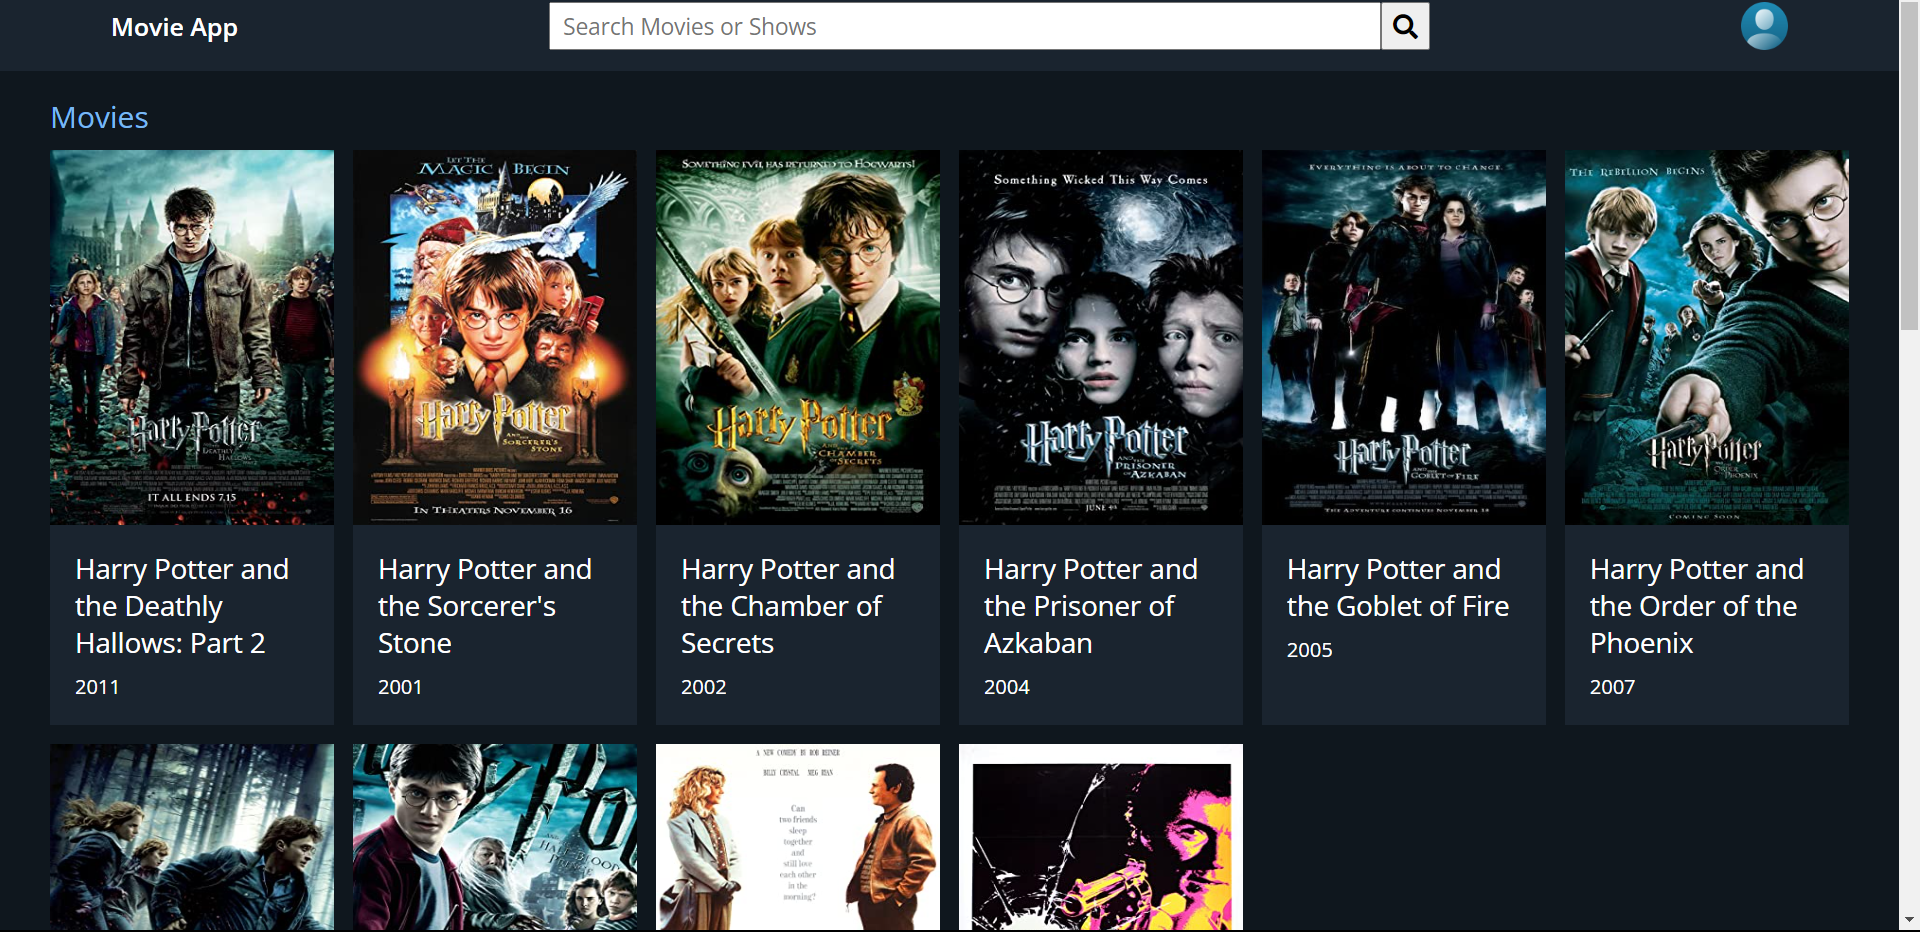 Movie App
Search Movies or Shows
Movies
Harry Potter
AND THE
DEATHLY
HALLOWS
IT ALL ENDS 7.15
LET THE
MAGIC BEGIN
Harry Potter
AND THE
SORCERER'S
STONE
IN THEATERS NOVEMBER 16
SOMETHING EVIL HAS RETURNED TO HOGWARTS!
Harry Potter
AND THE
CHAMBER
OF SECRETS
Something Wicked This Way Comes
Harry Potter
AND THE
PRISONER
OF AZKABAN
JUNE 4
EVERYTHING IS ABOUT TO CHANGE.
Harry Potter
AND THE
GOBLET OF FIRE
THE ADVENTURE CONTINUES NOVEMBER 18
THE REBELLION BEGINS
Harry Potter
AND THE
ORDER
OF THE
PHOENIX
COMING SOON
Harry Potter and
the Deathly
Hallows: Part 2
2011
Harry Potter and
the Sorcerer's
Stone
2001
Harry Potter and
the Chamber of
Secrets
2002
Harry Potter and
the Prisoner of
Azkaban
2004
Harry Potter and
the Goblet of Fire
2005
Harry Potter and
the Order of the
Phoenix
2007
HALF-BLOOD
PRINCE
A NEW COMEDY BY ROB REINER
BILLY CRYSTAL MEG RYAN
Can
two friends
sleep
together
and
still love
each other
in the
morning?